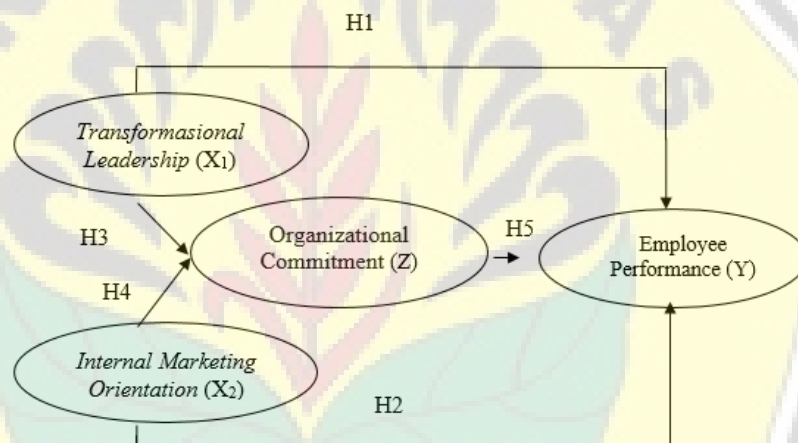 H1
Transformasional
Leadership (X1)
H3
Organizational
Commitment (Z)
H5
Employee
Performance (Y)
H4
Internal Marketing
Orientation (X2)
H2
A S